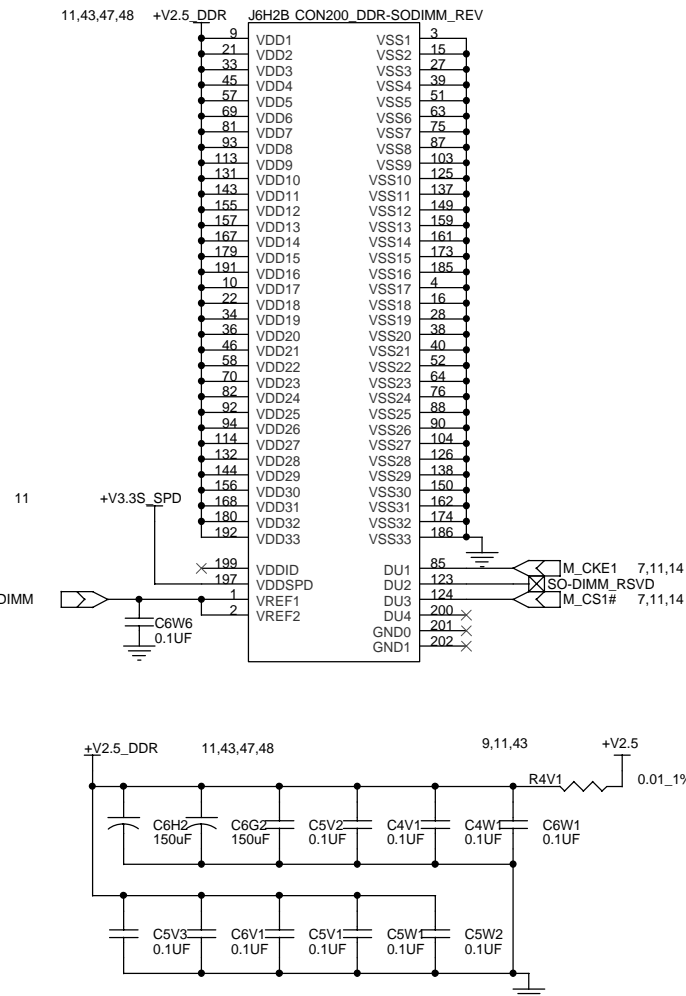 11,43,47,48 +V2.5_DDR J6H2B CON200_DDR-SODIMM_REV
9 VDD1 VSS1 3
21 VDD2 VSS2 15
33 VDD3 VSS3 27
45 VDD4 VSS4 39
57 VDD5 VSS5 51
69 VDD6 VSS6 63
81 VDD7 VSS7 75
93 VDD8 VSS8 87
113 VDD9 VSS9 103
131 VDD10 VSS10 125
143 VDD11 VSS11 137
155 VDD12 VSS12 149
157 VDD13 VSS13 159
167 VDD14 VSS14 161
179 VDD15 VSS15 173
191 VDD16 VSS16 185
10 VDD17 VSS17 4
22 VDD18 VSS18 16
34 VDD19 VSS19 28
36 VDD20 VSS20 38
46 VDD21 VSS21 40
58 VDD22 VSS22 52
70 VDD23 VSS23 64
82 VDD24 VSS24 76
92 VDD25 VSS25 88
94 VDD26 VSS26 90
114 VDD27 VSS27 104
132 VDD28 VSS28 126
144 VDD29 VSS29 138
11 +V3.3S_SPD 156 VDD30 VSS30 150
168 VDD31 VSS31 162
180 VDD32 VSS32 174
192 VDD33 VSS33 186
199 VDDID DU1 85 M_CKE1 7,11,14
197 VDDSPD DU2 123 SO-DIMM_RSVD
DIMM 1 VREF1 DU3 124 M_CS1# 7,11,14
2 VREF2 DU4 200
C6W6 GND0 201
0.1UF GND1 202
+V2.5_DDR 11,43,47,48 9,11,43 +V2.5
R4V1 0.01_1%
C6H2 C6G2 C5V2 C4V1 C4W1 C6W1
150uF 150uF 0.1UF 0.1UF 0.1UF 0.1UF
C5V3 C6V1 C5V1 C5W1 C5W2
0.1UF 0.1UF 0.1UF 0.1UF 0.1UF